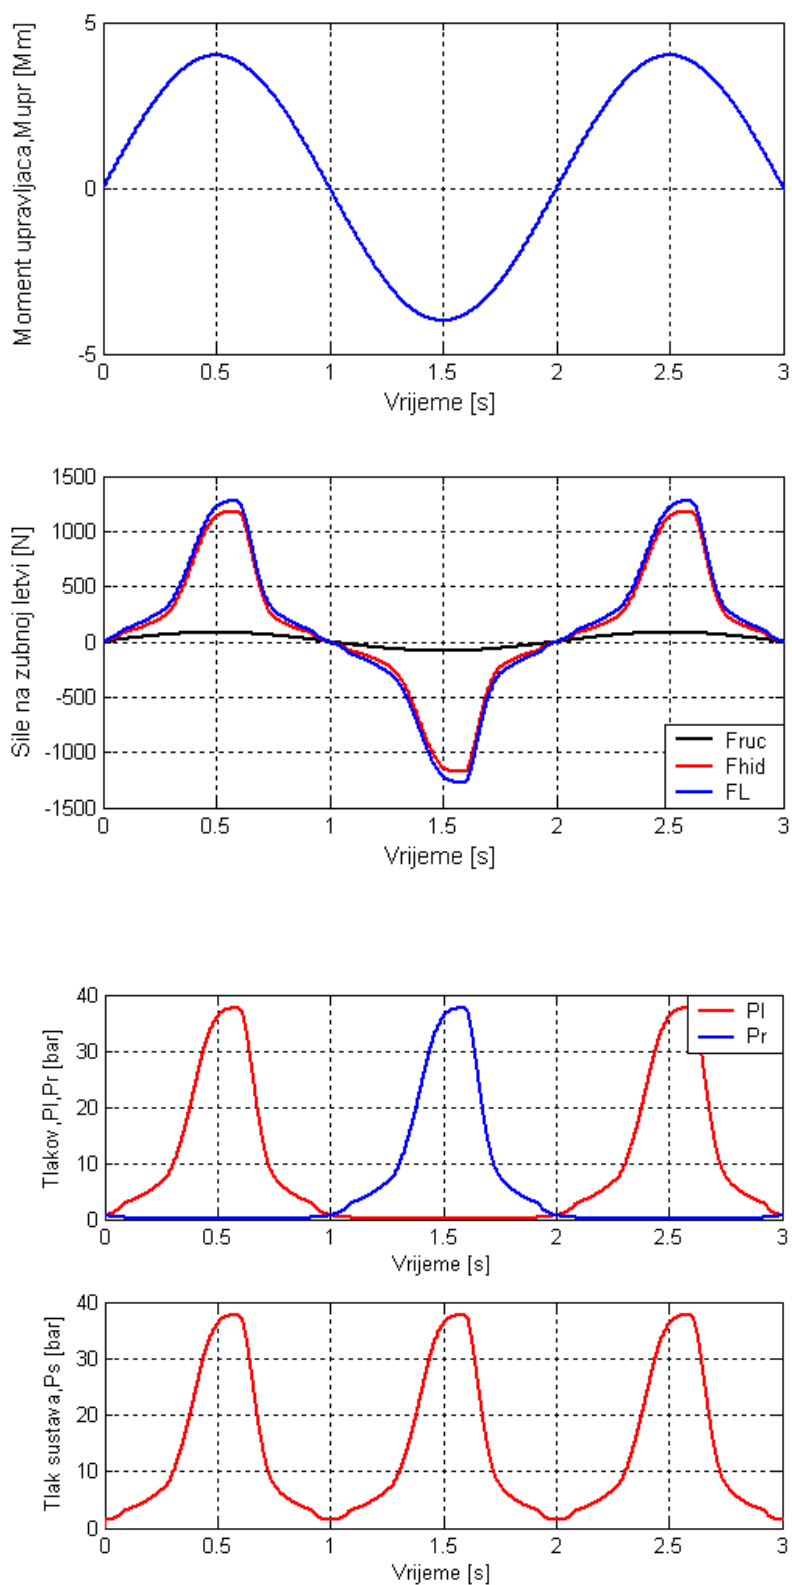 Moment upravljaca,Mupr [Mm]
5
0
-5
0 0.5 1 1.5 2 2.5 3
Vrijeme [s]
Sile na zubnoj letvi [N]
1500
1000
500
0
-500
-1000
-1500
Fruc
Fhid
FL
0 0.5 1 1.5 2 2.5 3
Vrijeme [s]
Tlakov,Pl,Pr [bar]
40
30
20
10
0
Pl
Pr
0 0.5 1 1.5 2 2.5 3
Vrijeme [s]
Tlak sustava,Ps [bar]
40
30
20
10
0
0 0.5 1 1.5 2 2.5 3
Vrijeme [s]